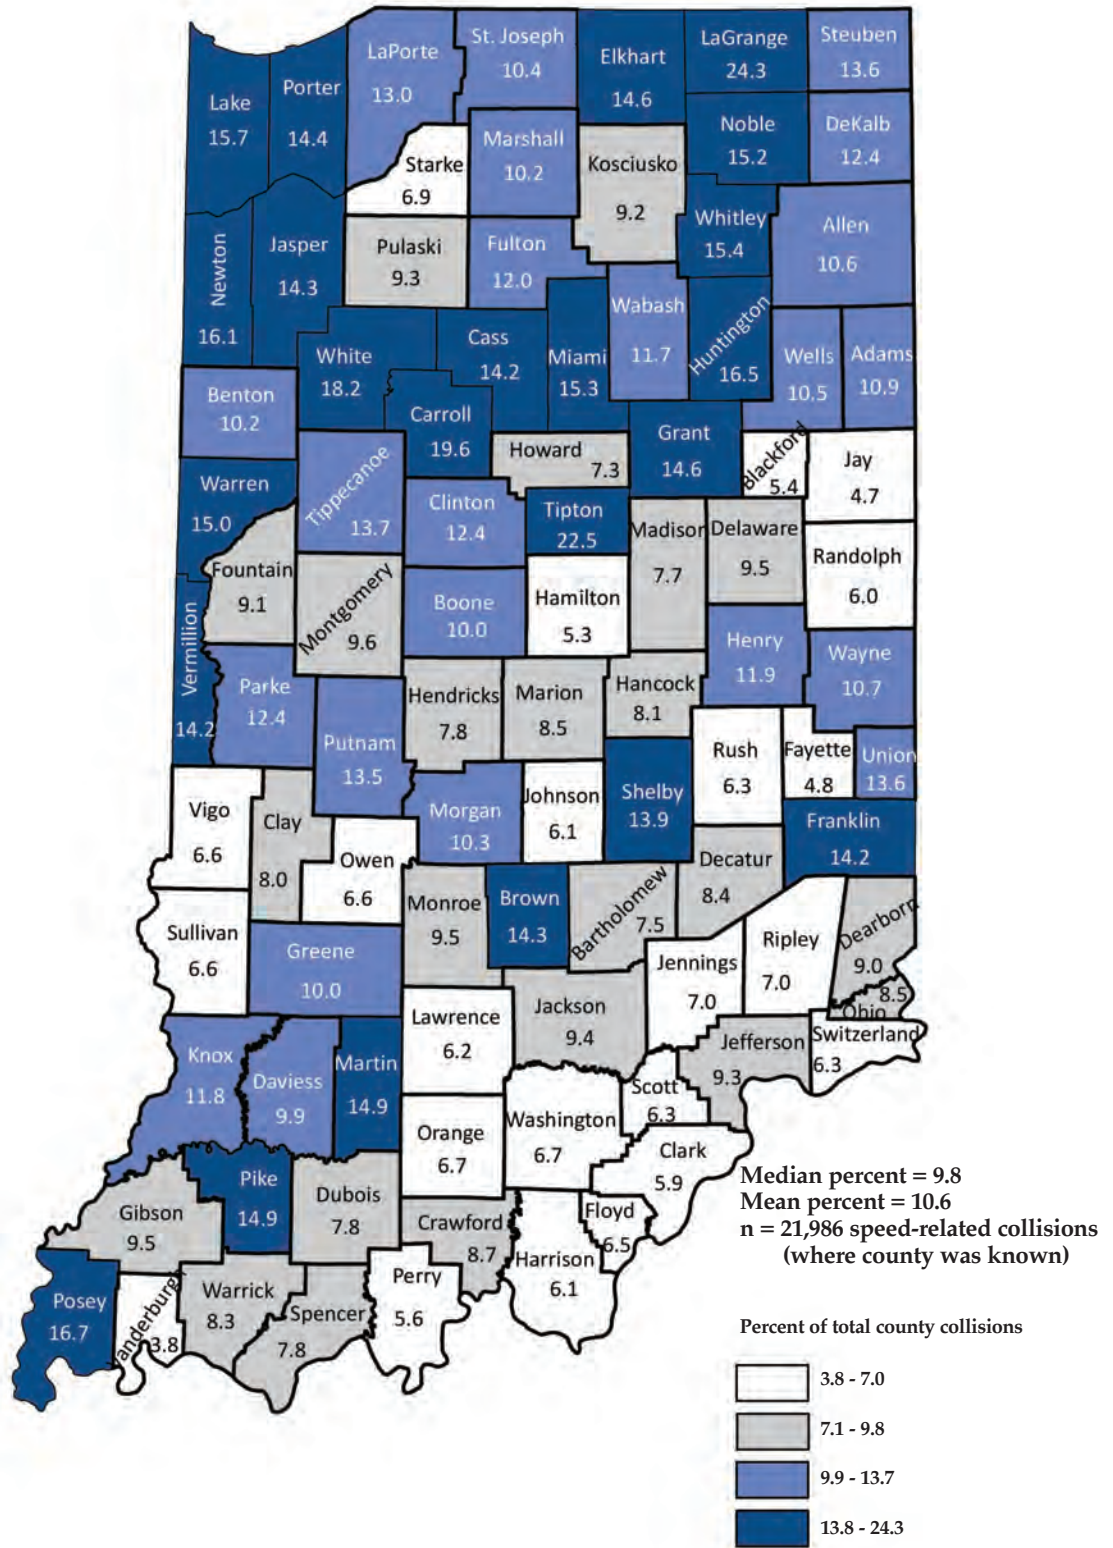 St. Joseph
10.4
LaPorte
13.0
Elkhart
14.6
LaGrange
24.3
Steuben
13.6
Lake
15.7
Porter
14.4
Noble
15.2
DeKalb
12.4
Starke
6.9
Marshall
10.2
Kosciusko
9.2
Whitley
15.4
Allen
10.6
Newton
16.1
Jasper
14.3
Pulaski
9.3
Fulton
12.0
Wabash
11.7
Huntington
16.5
White
18.2
Cass
14.2
Miami
15.3
Wells
10.5
Adams
10.9
Benton
10.2
Carroll
19.6
Howard
7.3
Grant
14.6
Blackford
5.4
Jay
4.7
Warren
15.0
Tippecanoe
13.7
Clinton
12.4
Tipton
22.5
Madison
7.7
Delaware
9.5
Randolph
6.0
Fountain
9.1
Montgomery
9.6
Boone
10.0
Hamilton
5.3
Henry
11.9
Wayne
10.7
Vermillion
14.2
Parke
12.4
Putnam
13.5
Hendricks
7.8
Marion
8.5
Hancock
8.1
Rush
6.3
Fayette
4.8
Union
13.6
Vigo
6.6
Clay
8.0
Owen
6.6
Morgan
10.3
Johnson
6.1
Shelby
13.9
Franklin
14.2
Decatur
8.4
Sullivan
6.6
Greene
10.0
Monroe
9.5
Brown
14.3
Bartholomew
7.5
Jennings
7.0
Ripley
7.0
Dearborn
9.0
8.5
Ohio
Knox
11.8
Daviess
9.9
Martin
14.9
Lawrence
6.2
Jackson
9.4
Jefferson
9.3
Switzerland
6.3
Scott
6.3
Orange
6.7
Washington
6.7
Clark
5.9
Gibson
9.5
Pike
14.9
Dubois
7.8
Crawford
8.7
Harrison
6.1
Floyd
6.5
Posey
16.7
Vanderburgh
3.8
Warrick
8.3
Spencer
7.8
Perry
5.6
Median percent = 9.8
Mean percent = 10.6
n = 21,986 speed-related collisions
(where county was known)
Percent of total county collisions
3.8 - 7.0
7.1 - 9.8
9.9 - 13.7
13.8 - 24.3